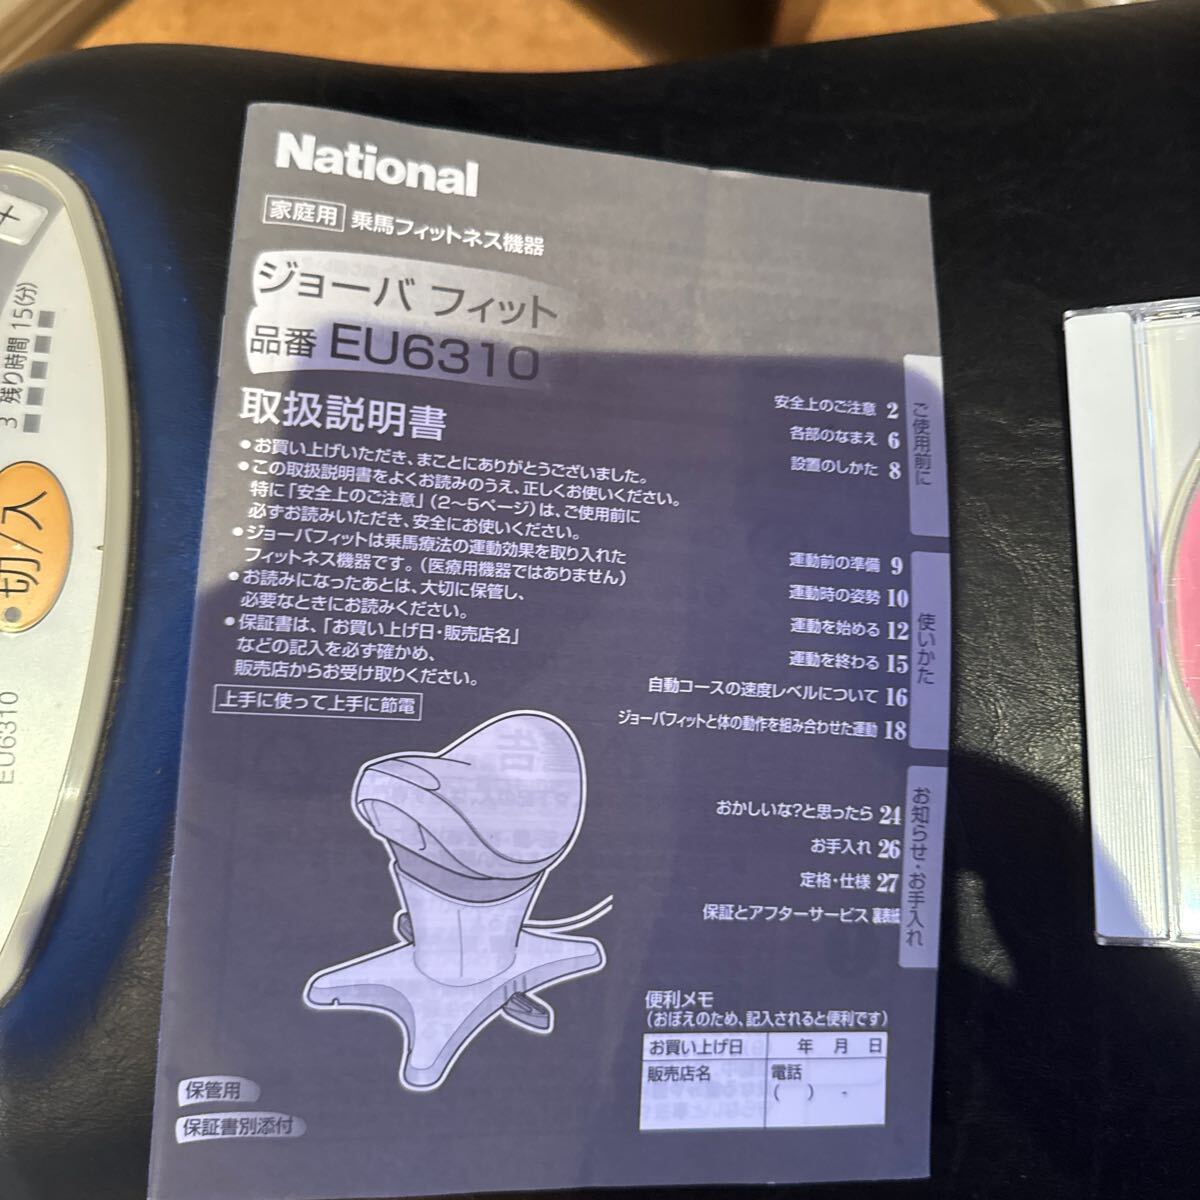 National
家庭用 乗馬フィットネス機器
ジョーバ フィット
品番 EU6310
取扱説明書
●お買い上げいただき、まことにありがとうございました。
●この取扱説明書をよくお読みのうえ、正しくお使いください。
特に「安全上のご注意」(2～5ページ)は、ご使用前に
必ずお読みいただき、安全にお使いください。
●ジョーバフィットは乗馬療法の運動効果を取り入れた
フィットネス機器です。(医療用機器ではありません)
●お読みになったあとは、大切に保管し、
必要なときにお読みください。
●保証書は、「お買い上げ日・販売店名」
などの記入を必ず確かめ、
販売店からお受け取りください。
上手に使って上手に節電
保管用
保証書別添付
ご使用前に
安全上のご注意 2
各部のなまえ 6
設置のしかた 8
使いかた
運動前の準備 9
運動時の姿勢 10
運動を始める 12
運動を終わる 15
自動コースの速度レベルについて 16
ジョーバフィットと体の動作を組み合わせた運動 18
お知らせ・お手入れ
おかしいな?と思ったら 24
お手入れ 26
定格・仕様 27
保証とアフターサービス 裏表紙
便利メモ
(おぼえのため、記入されると便利です)
お買い上げ日 年 月 日
販売店名 電話
( ) -
+
3 残り時間 15(分)
切/入
EU6310